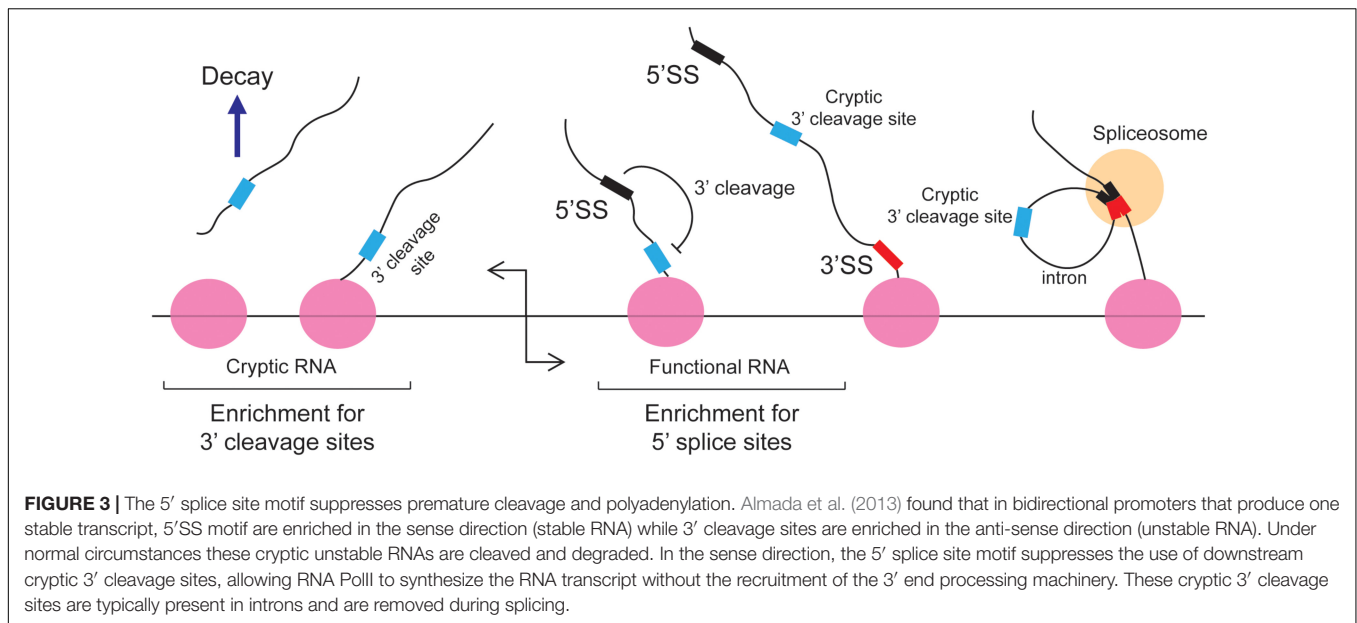 Decay
3' cleavage
site
Cryptic RNA
Enrichment for
3' cleavage sites
5'SS
3' cleavage
5'SS
Cryptic
3' cleavage site
3'SS
Functional RNA
Enrichment for
5' splice sites
Spliceosome
Cryptic
3' cleavage site
intron
FIGURE 3 | The 5′ splice site motif suppresses premature cleavage and polyadenylation. Almada et al. (2013) found that in bidirectional promoters that produce one
stable transcript, 5′SS motif are enriched in the sense direction (stable RNA) while 3′ cleavage sites are enriched in the anti-sense direction (unstable RNA). Under
normal circumstances these cryptic unstable RNAs are cleaved and degraded. In the sense direction, the 5′ splice site motif suppresses the use of downstream
cryptic 3′ cleavage sites, allowing RNA PolII to synthesize the RNA transcript without the recruitment of the 3′ end processing machinery. These cryptic 3′ cleavage
sites are typically present in introns and are removed during splicing.